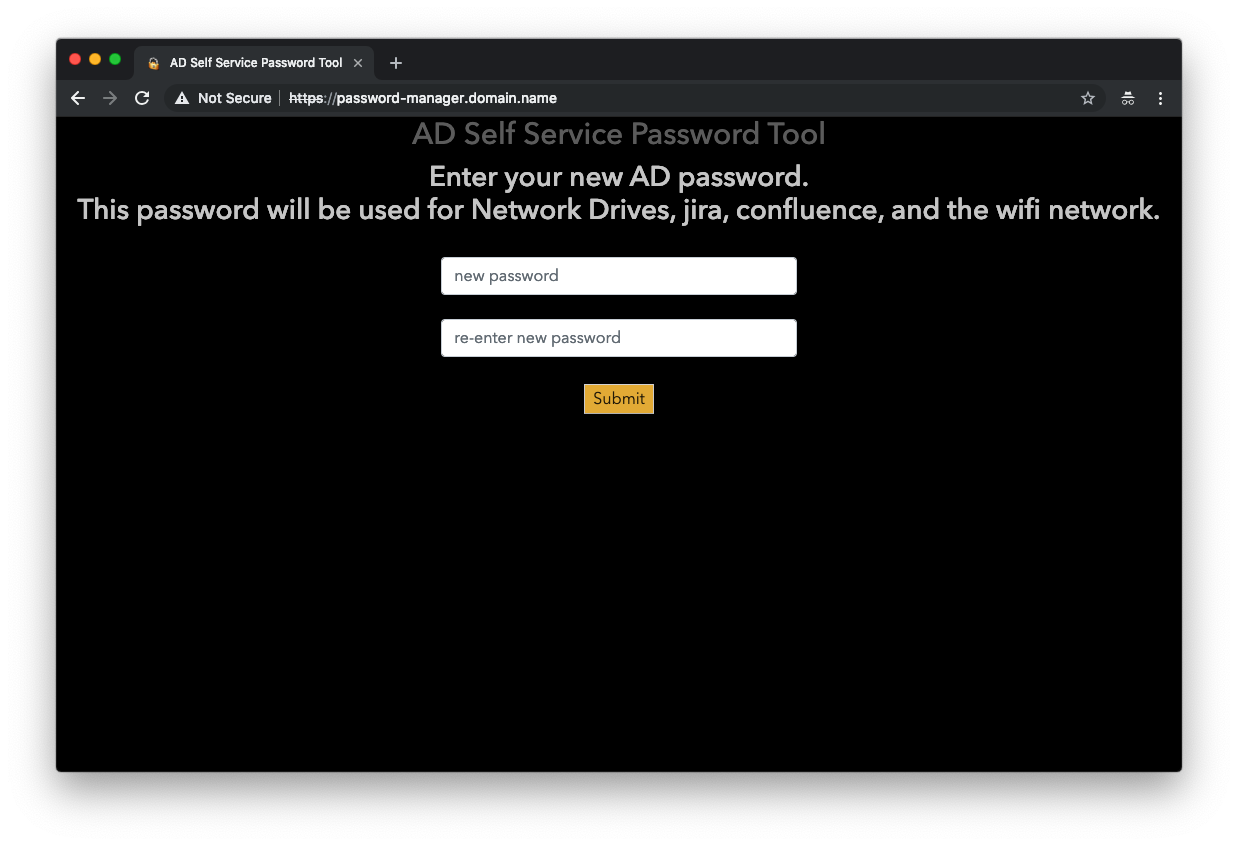 AD Self Service Password Tool
Not Secure https://password-manager.domain.name
AD Self Service Password Tool
Enter your new AD password.
This password will be used for Network Drives, jira, confluence, and the wifi network.
new password
re-enter new password
Submit